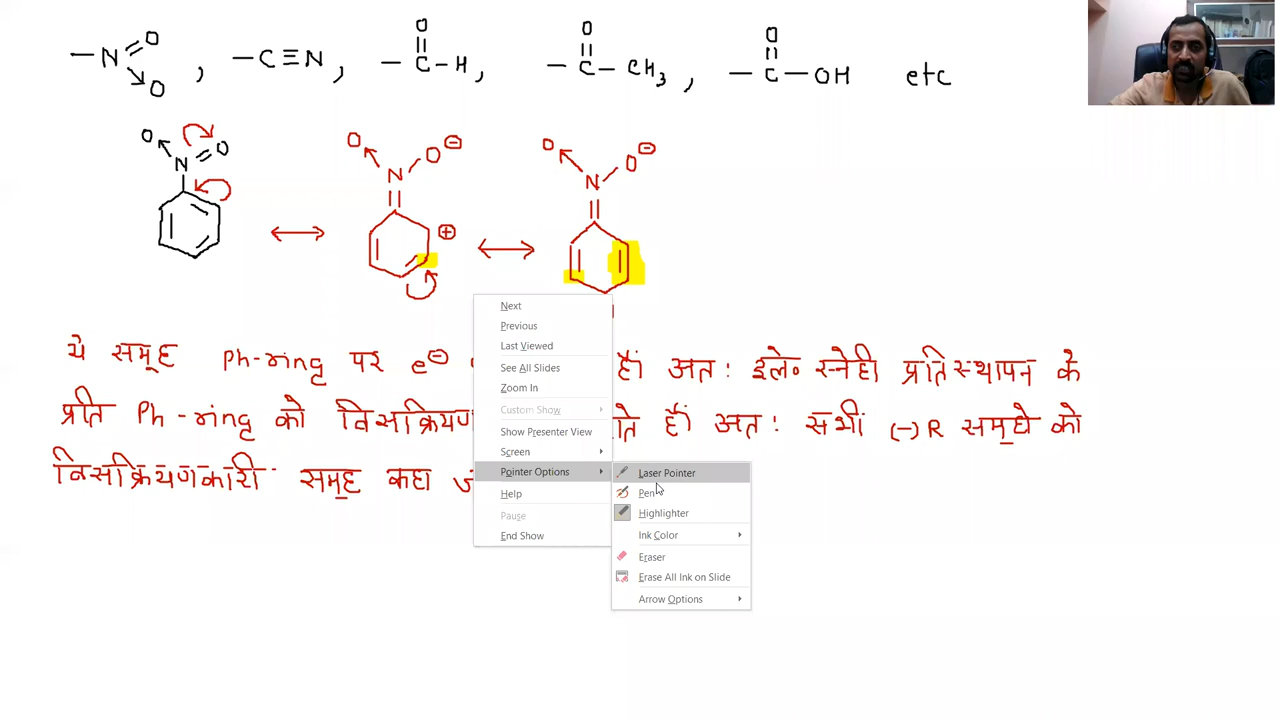 —N=O→O, —C≡N, —C(=O)—H, —C(=O)—CH3, —C(=O)—OH etc
O N O ↔ O N O ⊖ ⊕ ↔ O N O ⊖
ये समूह Ph-ring पर e⊖ हैं अत: इले॰ स्नेही प्रतिस्थापन के
प्रति Ph-ring को विसक्रियण ते हैं अत: सभी (-) R समूहो को
विसक्रियणकारी समूह कहा
Next
Previous
Last Viewed
See All Slides
Zoom In
Custom Show
Show Presenter View
Screen
Pointer Options
Help
Pause
End Show
Laser Pointer
Pen
Highlighter
Ink Color
Eraser
Erase All Ink on Slide
Arrow Options